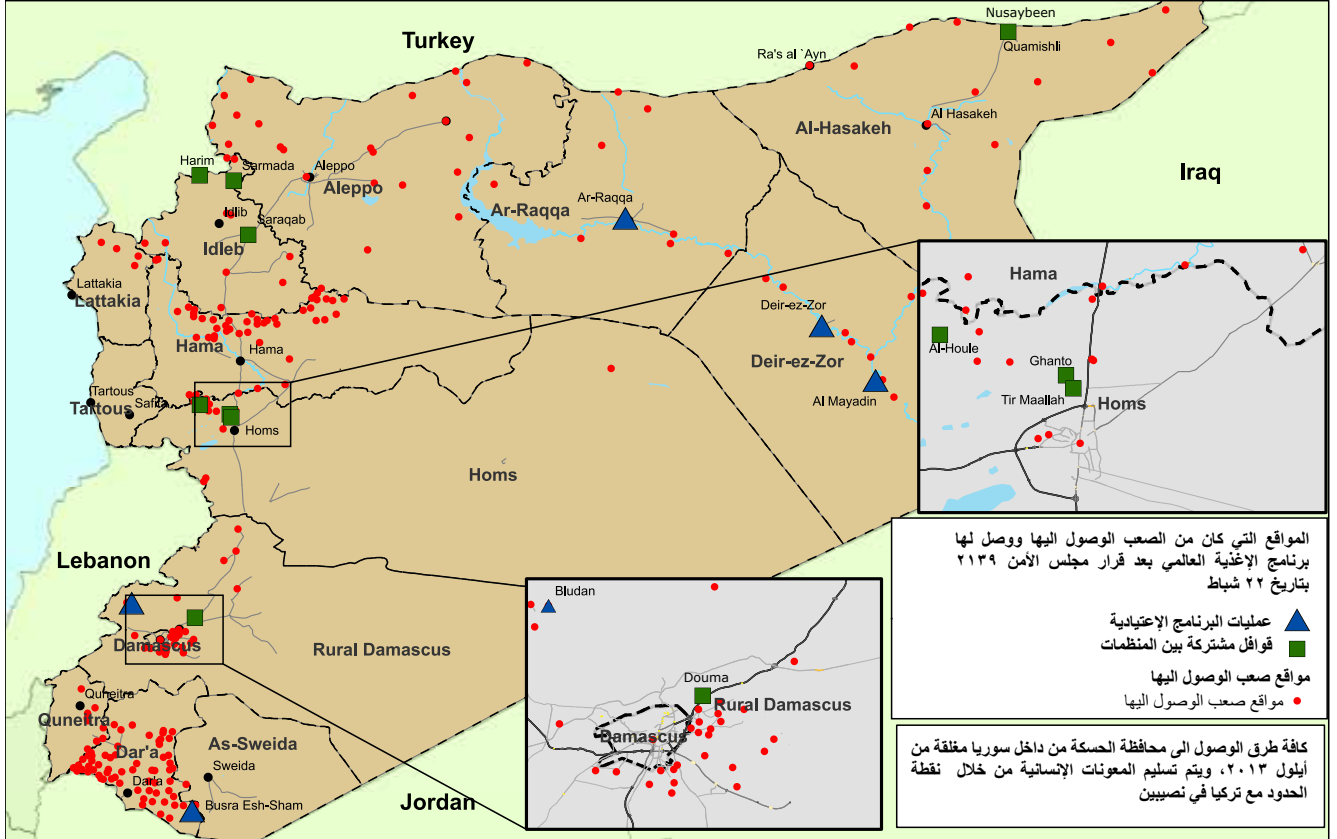 Nusaybeen
Quamishli
Turkey
Ra's al `Ayn
Al Hasakeh
Al-Hasakeh
Iraq
Harim
Sarmada
Aleppo
Aleppo
Idlib
Saraqab
Idleb
Ar-Raqqa
Ar-Raqqa
Lattakia
Lattakia
Hama
Hama
Deir-ez-Zor
Deir-ez-Zor
Al Mayadin
Tartous
Tartous
Safita
Homs
Homs
Hama
Al-Houle
Ghanto
Tir Maallah
Homs
Lebanon
Damascus
Rural Damascus
Quneitra
Quneitra
Dar'a
Dar'a
As-Sweida
Sweida
Busra Esh-Sham
Jordan
Bludan
Douma
Rural Damascus
Damascus
المواقع التي كان من الصعب الوصول اليها ووصل لها
برنامج الإغذية العالمي بعد قرار مجلس الأمن ٢١٣٩
بتاريخ ٢٢ شباط
عمليات البرنامج الإعتيادية
قوافل مشتركة بين المنظمات
مواقع صعب الوصول اليها
مواقع صعب الوصول اليها
كافة طرق الوصول الى محافظة الحسكة من داخل سوريا مغلقة من
أيلول ٢٠١٣، ويتم تسليم المعونات الإنسانية من خلال نقطة
الحدود مع تركيا في نصيبين